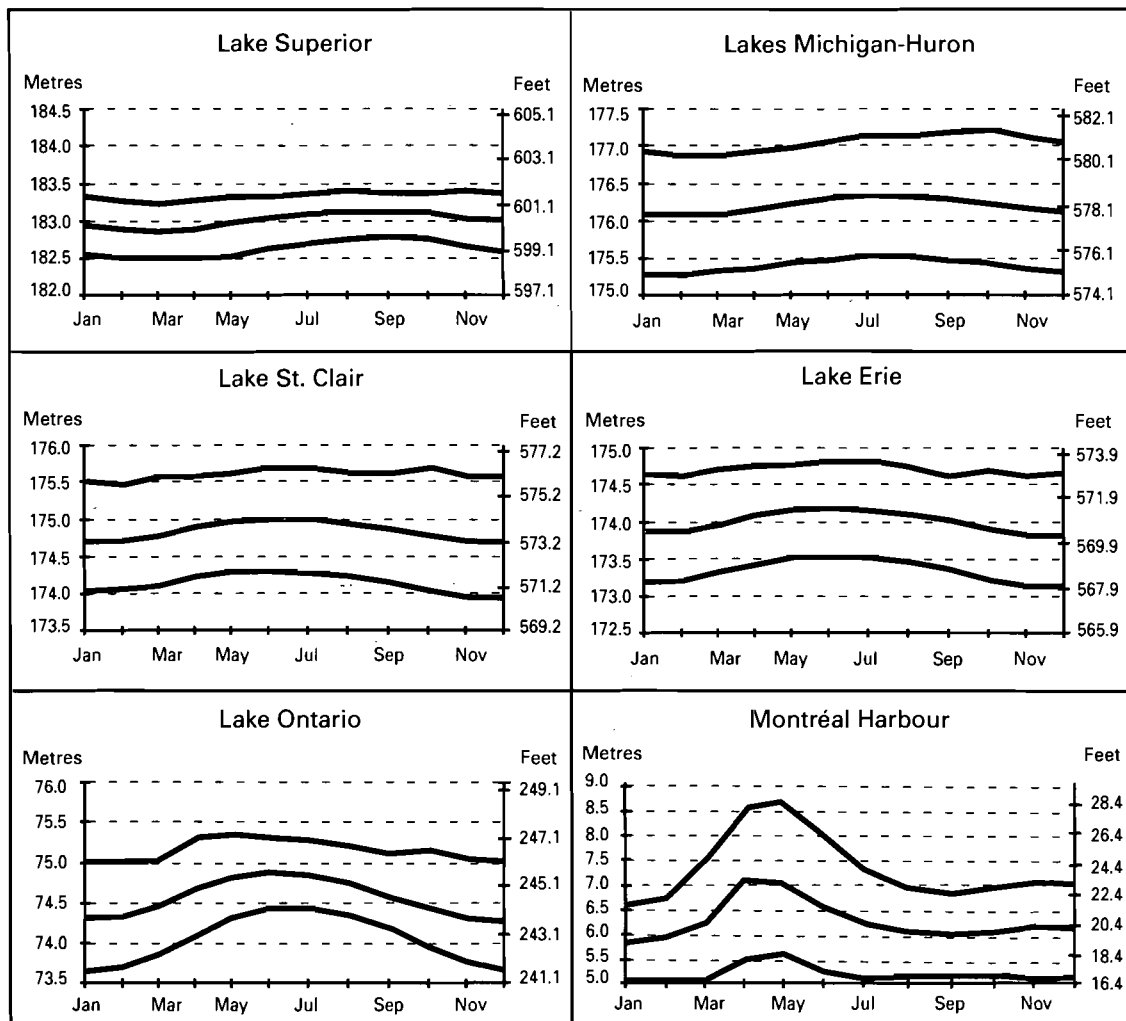 Lake Superior
Metres
Feet
184.5
184.0
183.5
183.0
182.5
182.0
605.1
603.1
601.1
599.1
597.1
Jan Mar May Jul Sep Nov
Lakes Michigan-Huron
Metres
Feet
177.5
177.0
176.5
176.0
175.5
175.0
582.1
580.1
578.1
576.1
574.1
Jan Mar May Jul Sep Nov
Lake St. Clair
Metres
Feet
176.0
175.5
175.0
174.5
174.0
173.5
577.2
575.2
573.2
571.2
569.2
Jan Mar May Jul Sep Nov
Lake Erie
Metres
Feet
175.0
174.5
174.0
173.5
173.0
172.5
573.9
571.9
569.9
567.9
565.9
Jan Mar May Jul Sep Nov
Lake Ontario
Metres
Feet
76.0
75.5
75.0
74.5
74.0
73.5
249.1
247.1
245.1
243.1
241.1
Jan Mar May Jul Sep Nov
Montréal Harbour
Metres
Feet
9.0
8.5
8.0
7.5
7.0
6.5
6.0
5.5
5.0
28.4
26.4
24.4
22.4
20.4
18.4
16.4
Jan Mar May Jul Sep Nov